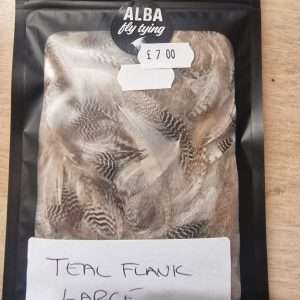 ALBA
fly tying
£7.00
TEAL FLANK
LARGE